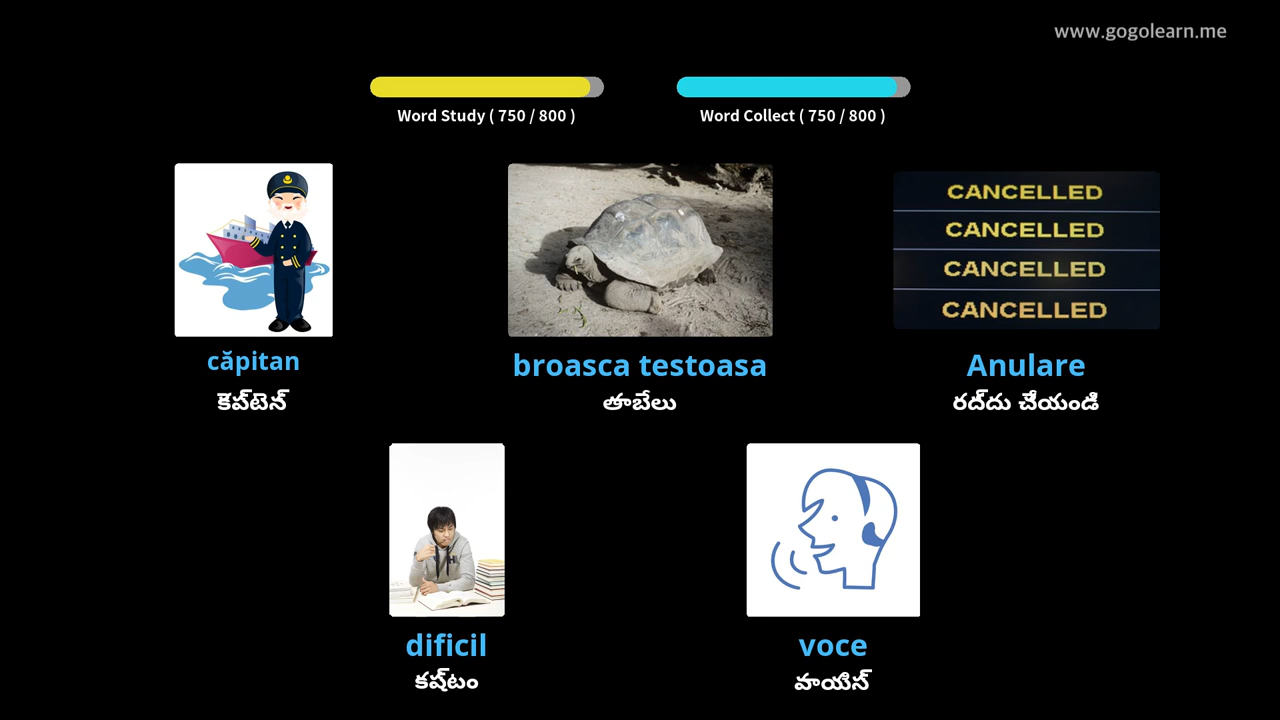 www.gogolearn.me
Word Study ( 750 / 800 )
Word Collect ( 750 / 800 )
CANCELLED
CANCELLED
CANCELLED
CANCELLED
căpitan
broasca testoasa
Anulare
కెప్‌టెన్
తాబేలు
రద్‌దు చేయండి
dificil
voce
కష్‌టం
వాయిస్